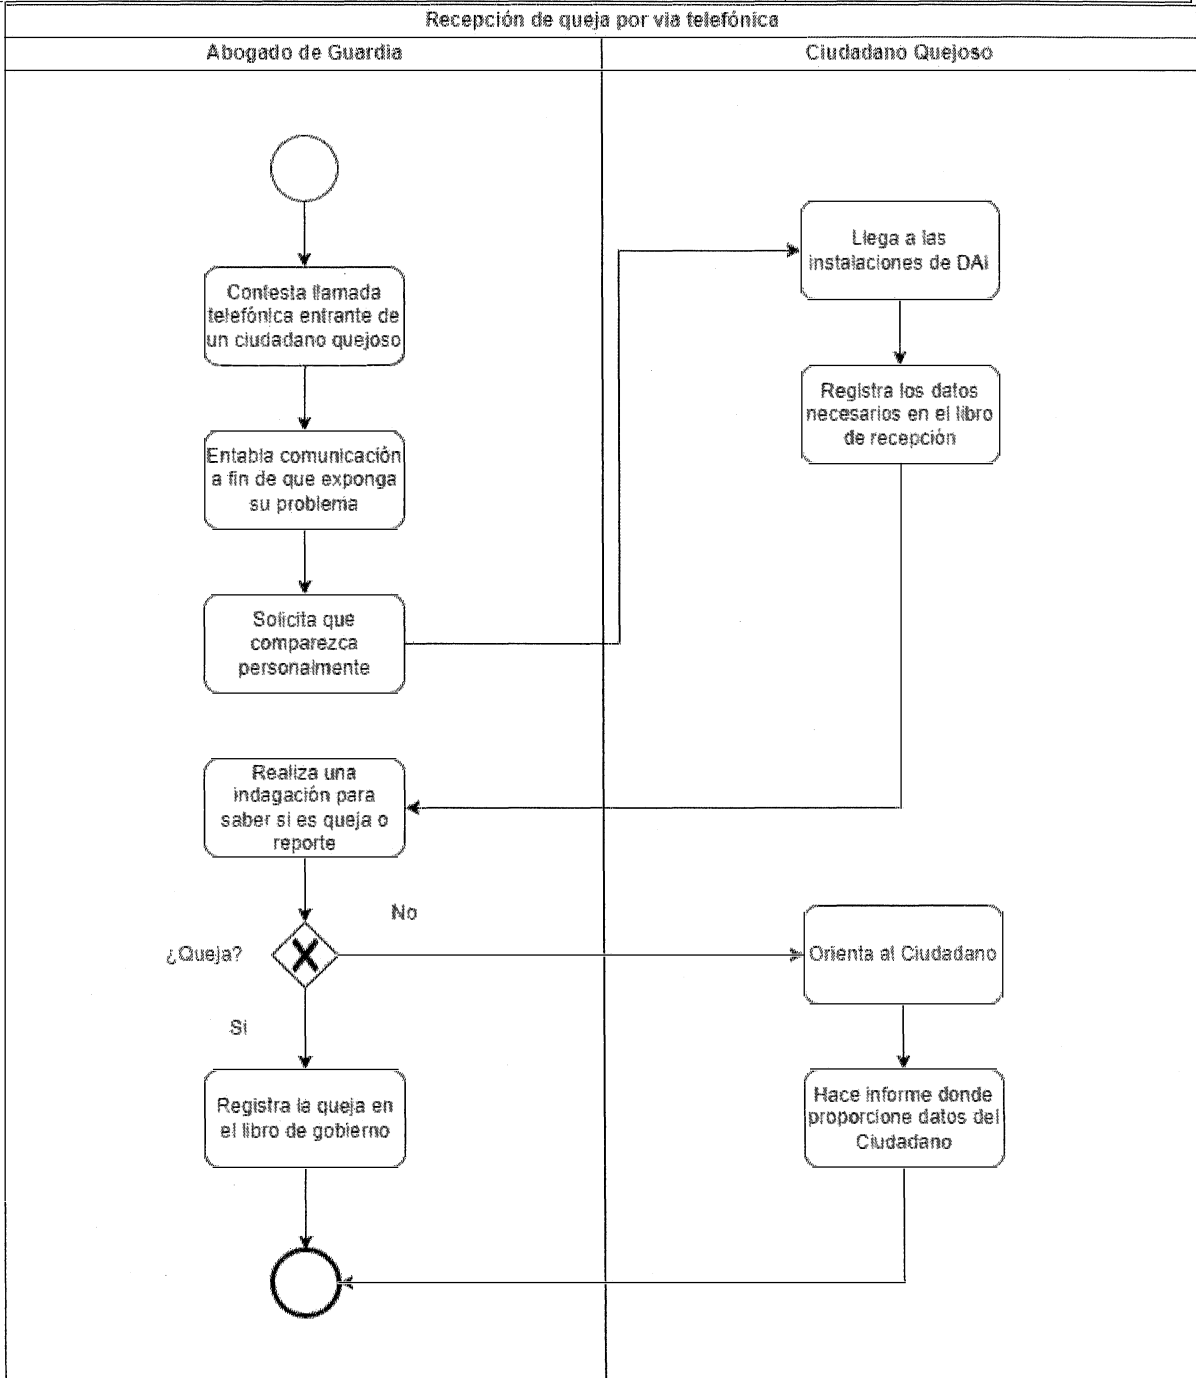 Recepción de queja por via telefónica
Abogado de Guardia
Ciudadano Quejoso
Contesta llamada
telefónica entrante de
un ciudadano quejoso
Entabla comunicación
a fin de que exponga
su problema
Solicita que
comparezca
personalmente
Llega a las
instalaciones de DAI
Registra los datos
necesarios en el libro
de recepción
Realiza una
indagación para
saber si es queja o
reporte
¿Queja?
No
Si
Orienta al Ciudadano
Registra la queja en
el libro de gobierno
Hace informe donde
proporcione datos del
Ciudadano